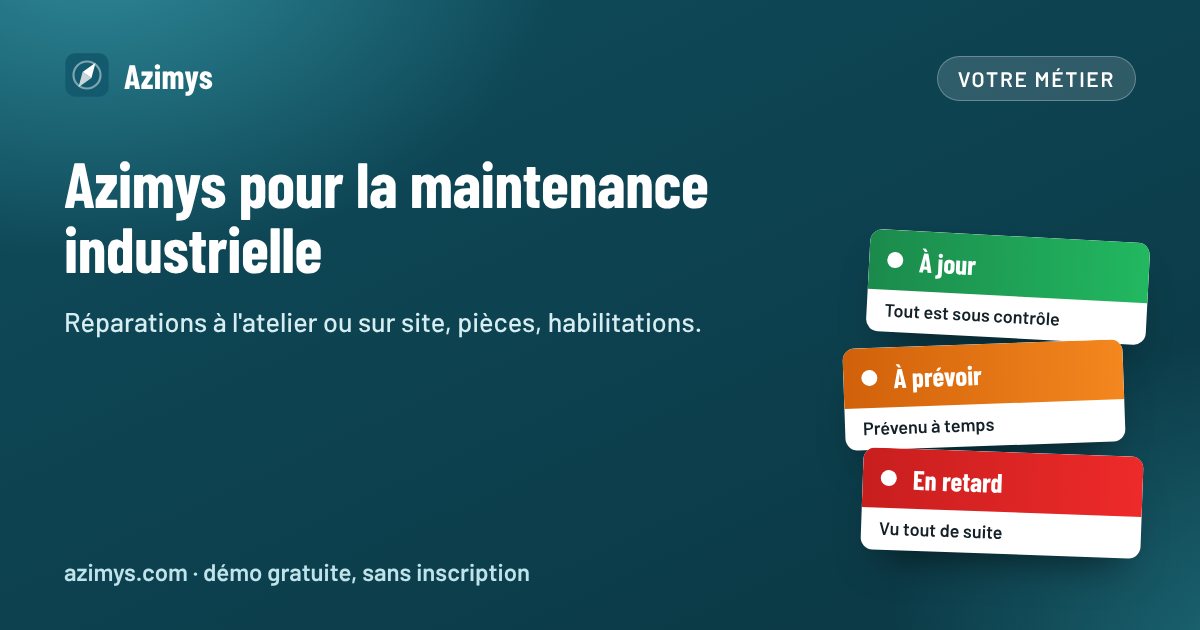 Azimys
VOTRE MÉTIER
Azimys pour la maintenance
industrielle
Réparations à l'atelier ou sur site, pièces, habilitations.
À jour
Tout est sous contrôle
À prévoir
Prévenu à temps
En retard
Vu tout de suite
azimys.com · démo gratuite, sans inscription